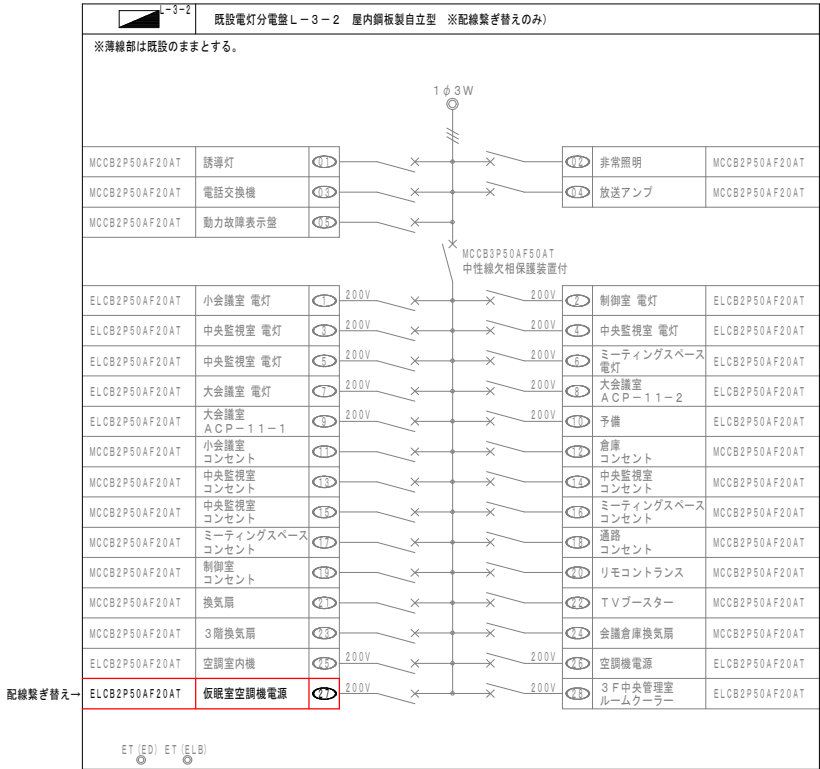 L-3-2
既設電灯分電盤L-3-2 屋内鋼板製自立型 ※配線繋ぎ替えのみ)
※薄線部は既設のままとする。
1φ3W
MCCB2P50AF20AT 誘導灯 01 02 非常照明 MCCB2P50AF20AT
MCCB2P50AF20AT 電話交換機 03 04 放送アンプ MCCB2P50AF20AT
MCCB2P50AF20AT 動力故障表示盤 05
MCCB3P50AF50AT
中性線欠相保護装置付
ELCB2P50AF20AT 小会議室 電灯 1 200V 200V 2 制御室 電灯 ELCB2P50AF20AT
ELCB2P50AF20AT 中央監視室 電灯 3 200V 200V 4 中央監視室 電灯 ELCB2P50AF20AT
ELCB2P50AF20AT 中央監視室 電灯 5 200V 200V 6 ミーティングスペース
電灯 ELCB2P50AF20AT
ELCB2P50AF20AT 大会議室 電灯 7 200V 200V 8 大会議室
ACP-11-2 ELCB2P50AF20AT
ELCB2P50AF20AT 大会議室
ACP-11-1 9 200V 200V 10 予備 ELCB2P50AF20AT
MCCB2P50AF20AT 小会議室
コンセント 11 12 倉庫
コンセント MCCB2P50AF20AT
MCCB2P50AF20AT 中央監視室
コンセント 13 14 中央監視室
コンセント MCCB2P50AF20AT
MCCB2P50AF20AT 中央監視室
コンセント 15 16 ミーティングスペース
コンセント MCCB2P50AF20AT
MCCB2P50AF20AT ミーティングスペース
コンセント 17 18 通路
コンセント MCCB2P50AF20AT
MCCB2P50AF20AT 制御室
コンセント 19 20 リモコントランス MCCB2P50AF20AT
MCCB2P50AF20AT 換気扇 21 22 TVブースター MCCB2P50AF20AT
MCCB2P50AF20AT 3階換気扇 23 24 会議倉庫換気扇 MCCB2P50AF20AT
ELCB2P50AF20AT 空調室内機 25 200V 200V 26 空調機電源 ELCB2P50AF20AT
配線繋ぎ替え→ ELCB2P50AF20AT 仮眠室空調機電源 27 200V 200V 28 3F中央管理室
ルームクーラー ELCB2P50AF20AT
ET(ED) ET(ELB)